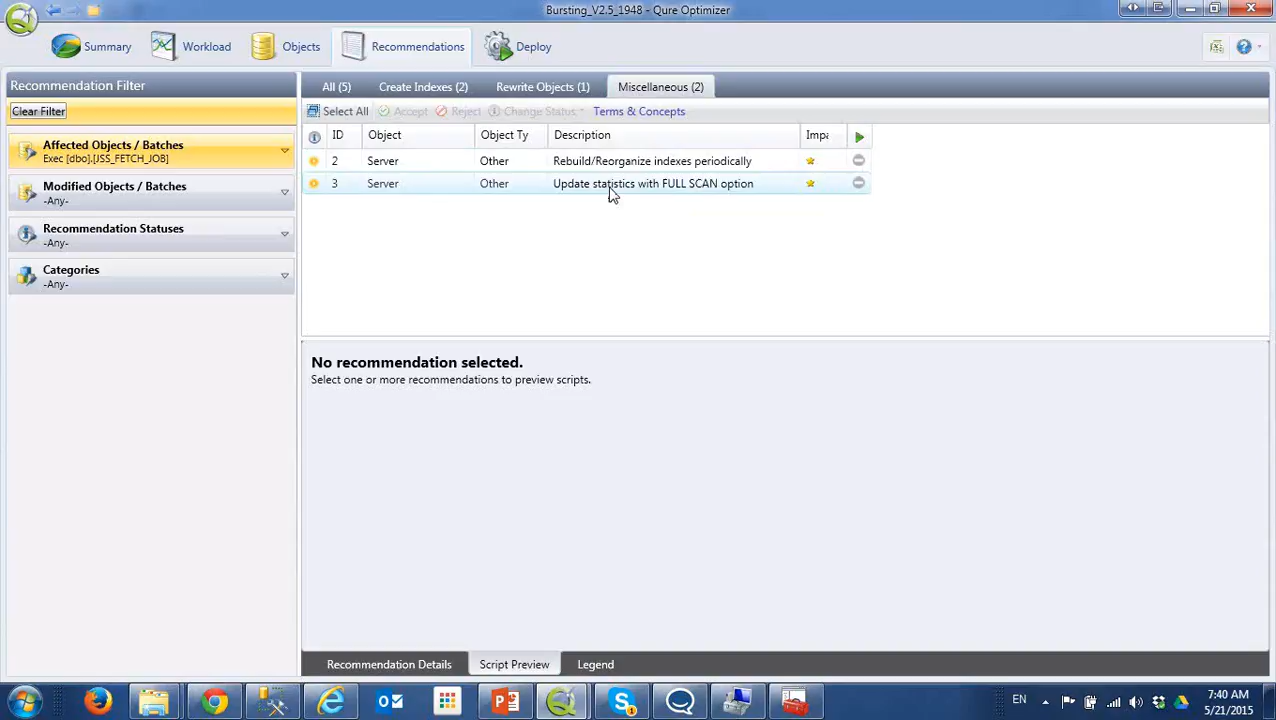 Bursting_V2.5_1948 - Qure Optimizer
Summary
Workload
Objects
Recommendations
Deploy
Recommendation Filter
Clear Filter
Affected Objects / Batches
Exec [dbo].[JSS_FETCH_JOB]
Modified Objects / Batches
-Any-
Recommendation Statuses
-Any-
Categories
-Any-
All (5)
Create Indexes (2)
Rewrite Objects (1)
Miscellaneous (2)
Select All
Accept
Reject
Change Status
Terms & Concepts
ID
Object
Object Ty
Description
Impa
2 Server Other Rebuild/Reorganize indexes periodically
3 Server Other Update statistics with FULL SCAN option
No recommendation selected.
Select one or more recommendations to preview scripts.
Recommendation Details
Script Preview
Legend
EN
7:40 AM
5/21/2015